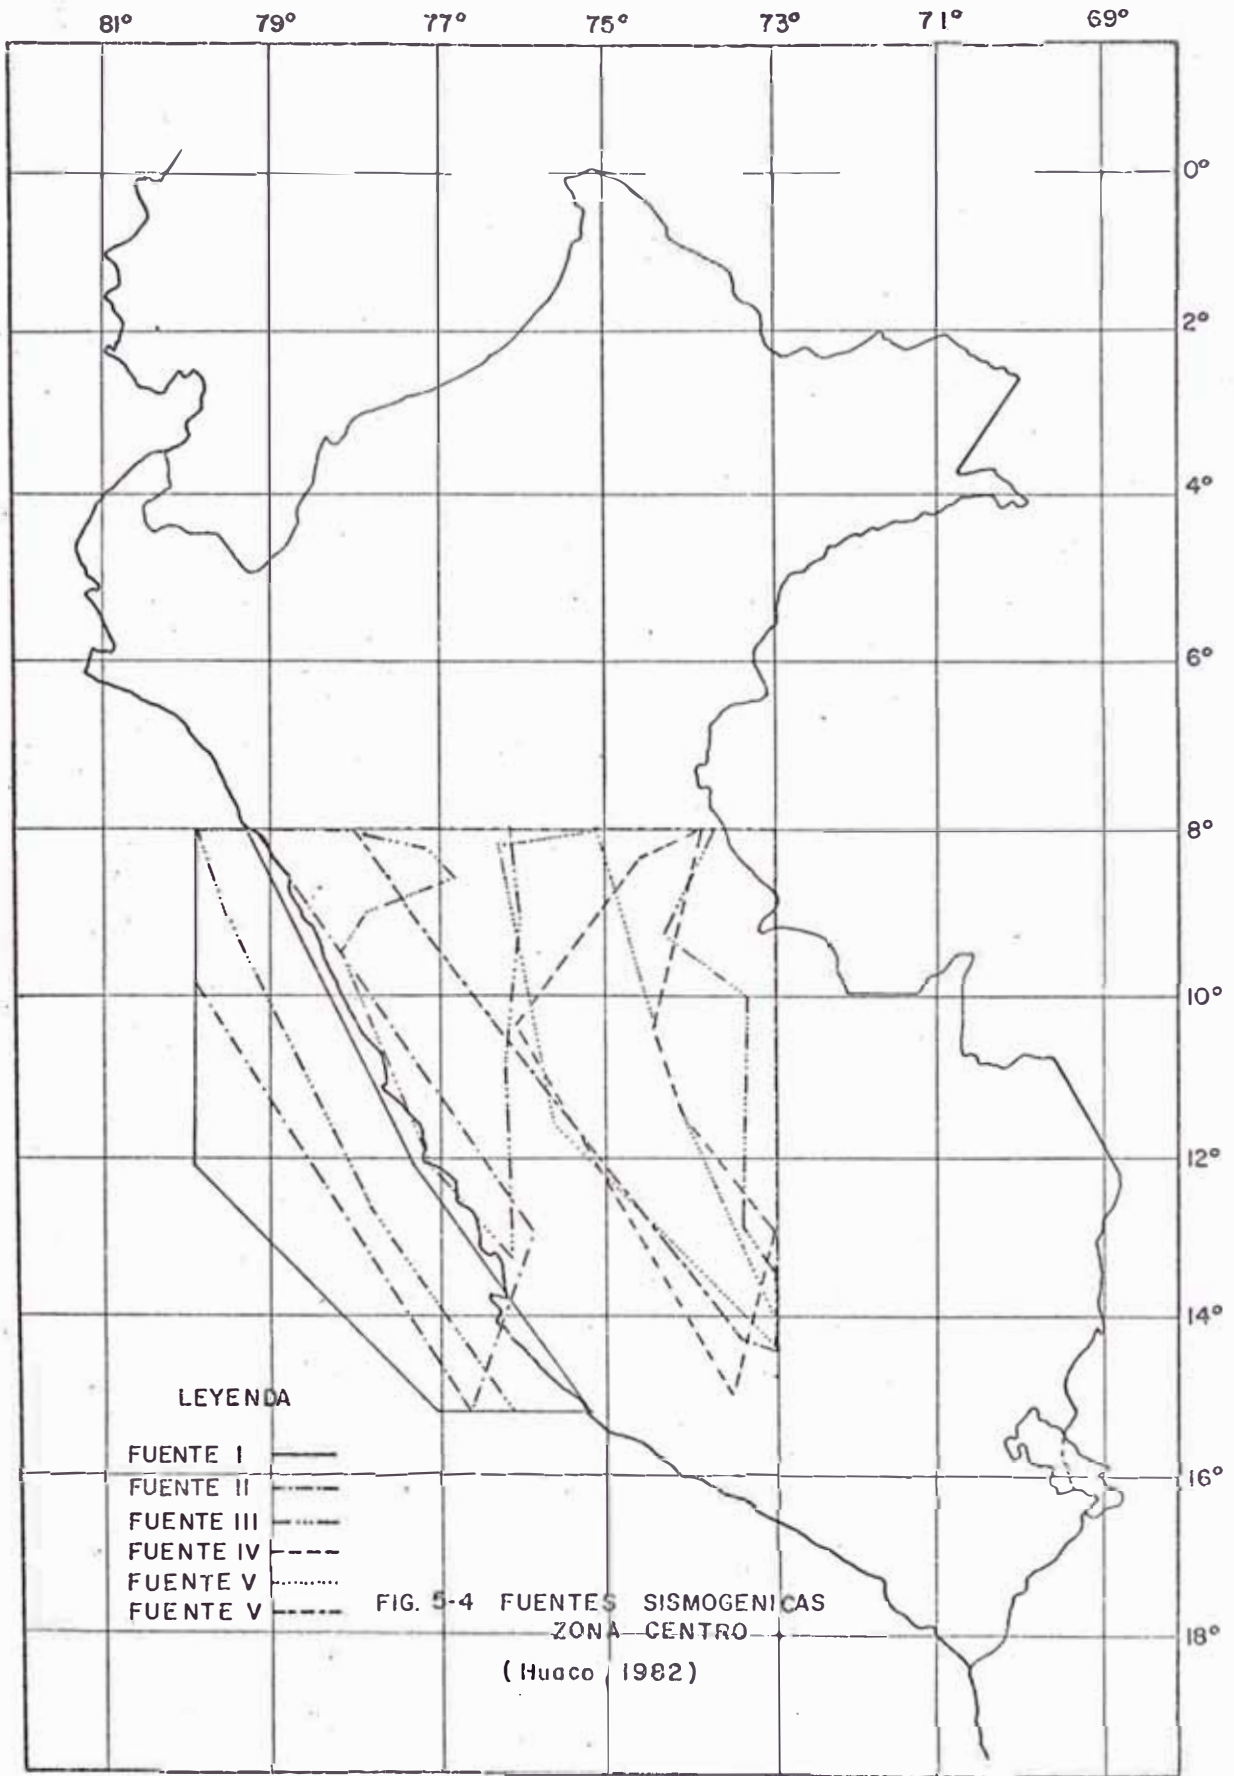 81° 79° 77° 75° 73° 71° 69°
0°
2°
4°
6°
8°
10°
12°
14°
LEYENDA
FUENTE I
16°
FUENTE II
FUENTE III
FUENTE IV
FUENTE V
FUENTE V
FIG. 5-4 FUENTES SISMOGENICAS
ZONA CENTRO
18°
(Huaco 1982)